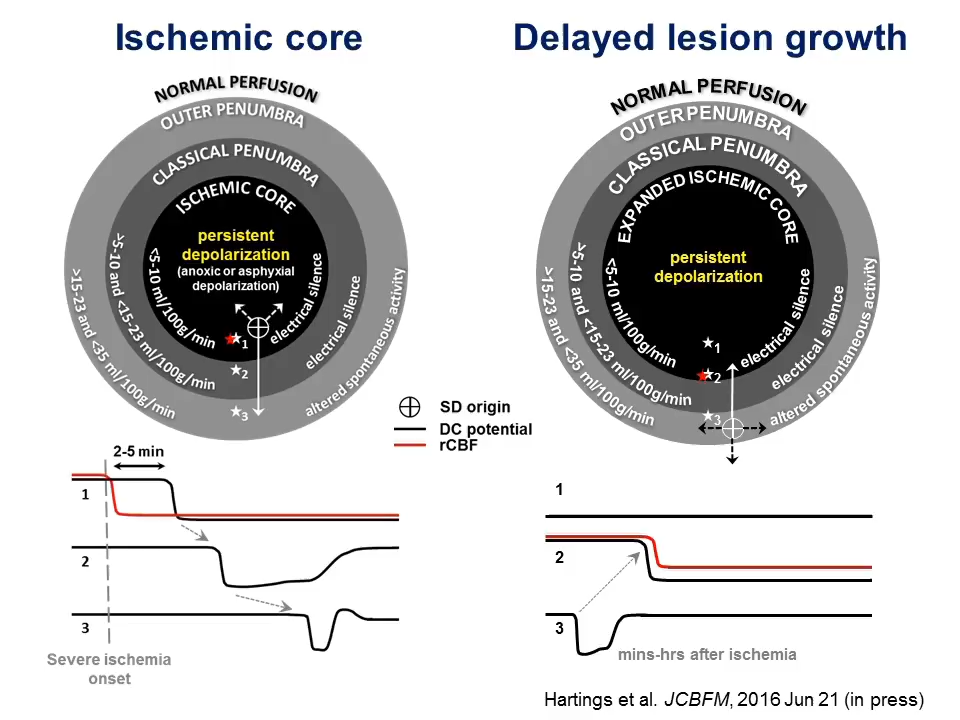 Ischemic core
NORMAL PERFUSION
OUTER PENUMBRA
CLASSICAL PENUMBRA
ISCHEMIC CORE
persistent
depolarization
(anoxic or asphyxial
depolarization)
<5-10 ml/100g/min
electrical silence
>5-10 and <15-23 ml/100g/min
electrical silence
>15-23 and <35 ml/100g/min
altered spontaneous activity
1
2
3
Delayed lesion growth
NORMAL PERFUSION
OUTER PENUMBRA
CLASSICAL PENUMBRA
EXPANDED ISCHEMIC CORE
persistent
depolarization
<5-10 ml/100g/min
electrical silence
>5-10 and <15-23 ml/100g/min
electrical silence
>15-23 and <35 ml/100g/min
altered spontaneous activity
1
2
3
SD origin
DC potential
rCBF
2-5 min
1
2
3
Severe ischemia
onset
1
2
3
mins-hrs after ischemia
Hartings et al. JCBFM, 2016 Jun 21 (in press)